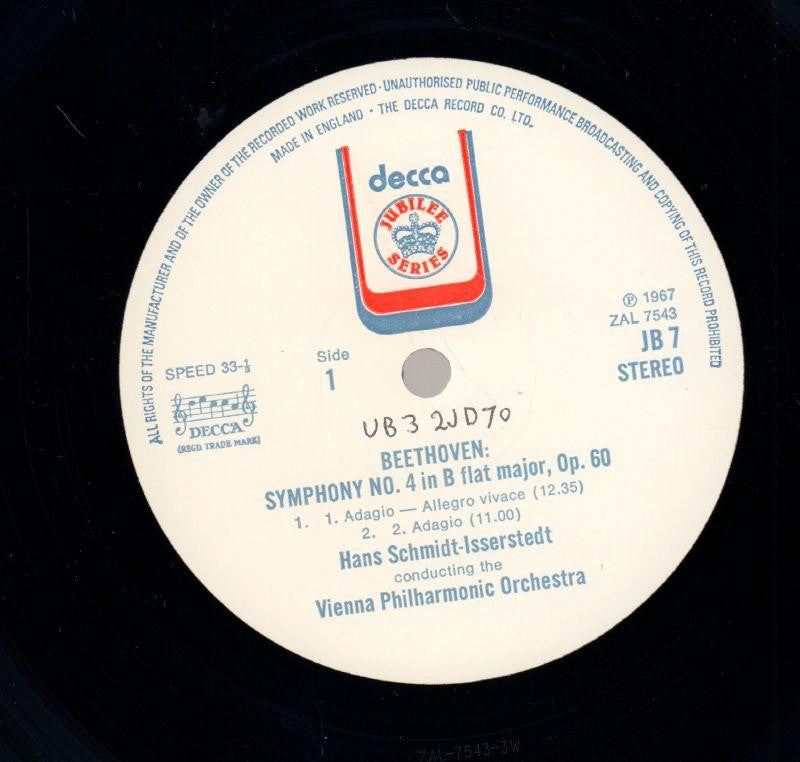 ALL RIGHTS OF THE MANUFACTURER AND OF THE OWNER OF THE RECORDED WORK RESERVED · UNAUTHORISED PUBLIC PERFORMANCE BROADCASTING AND COPYING OF THIS RECORD PROHIBITED
MADE IN ENGLAND · THE DECCA RECORD CO. LTD.
decca
JUBILEE
SERIES
℗ 1967
ZAL 7543
JB 7
STEREO
SPEED 33-⅓
DECCA
(REGD. TRADE MARK)
Side
1
UB3 2JD70
BEETHOVEN:
SYMPHONY NO. 4 in B flat major, Op. 60
1. 1. Adagio — Allegro vivace (12.35)
2. 2. Adagio (11.00)
Hans Schmidt-Isserstedt
conducting the
Vienna Philharmonic Orchestra
ZAL-7543-3W